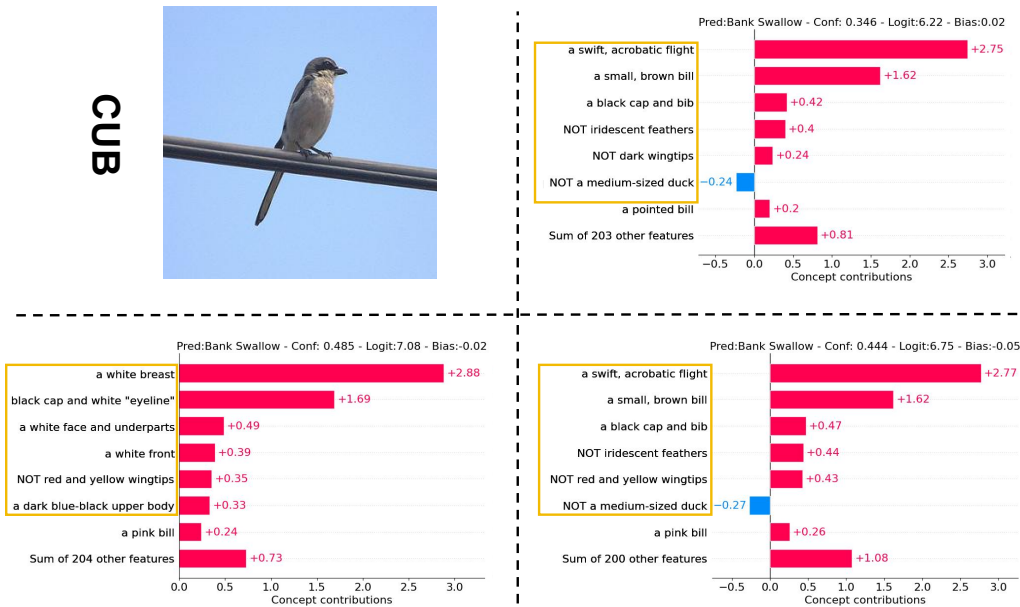 CUB
Pred:Bank Swallow - Conf: 0.346 - Logit:6.22 - Bias:0.02
a swift, acrobatic flight +2.75
a small, brown bill +1.62
a black cap and bib +0.42
NOT iridescent feathers +0.4
NOT dark wingtips +0.24
NOT a medium-sized duck −0.24
a pointed bill +0.2
Sum of 203 other features +0.81
−0.5 0.0 0.5 1.0 1.5 2.0 2.5 3.0
Concept contributions
Pred:Bank Swallow - Conf: 0.485 - Logit:7.08 - Bias:-0.02
a white breast +2.88
black cap and white "eyeline" +1.69
a white face and underparts +0.49
a white front +0.39
NOT red and yellow wingtips +0.35
a dark blue-black upper body +0.33
a pink bill +0.24
Sum of 204 other features +0.73
0.0 0.5 1.0 1.5 2.0 2.5 3.0
Concept contributions
Pred:Bank Swallow - Conf: 0.444 - Logit:6.75 - Bias:-0.05
a swift, acrobatic flight +2.77
a small, brown bill +1.62
a black cap and bib +0.47
NOT iridescent feathers +0.44
NOT red and yellow wingtips +0.43
NOT a medium-sized duck −0.27
a pink bill +0.26
Sum of 200 other features +1.08
−0.5 0.0 0.5 1.0 1.5 2.0 2.5 3.0
Concept contributions